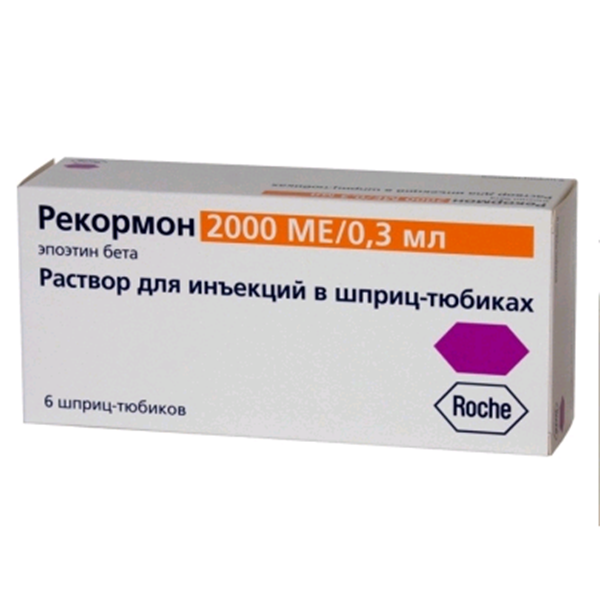 Рекормон 2000 МЕ/0,3 мл
эпоэтин бета
Раствор для инъекций в шприц-тюбиках
6 шприц-тюбиков
Roche